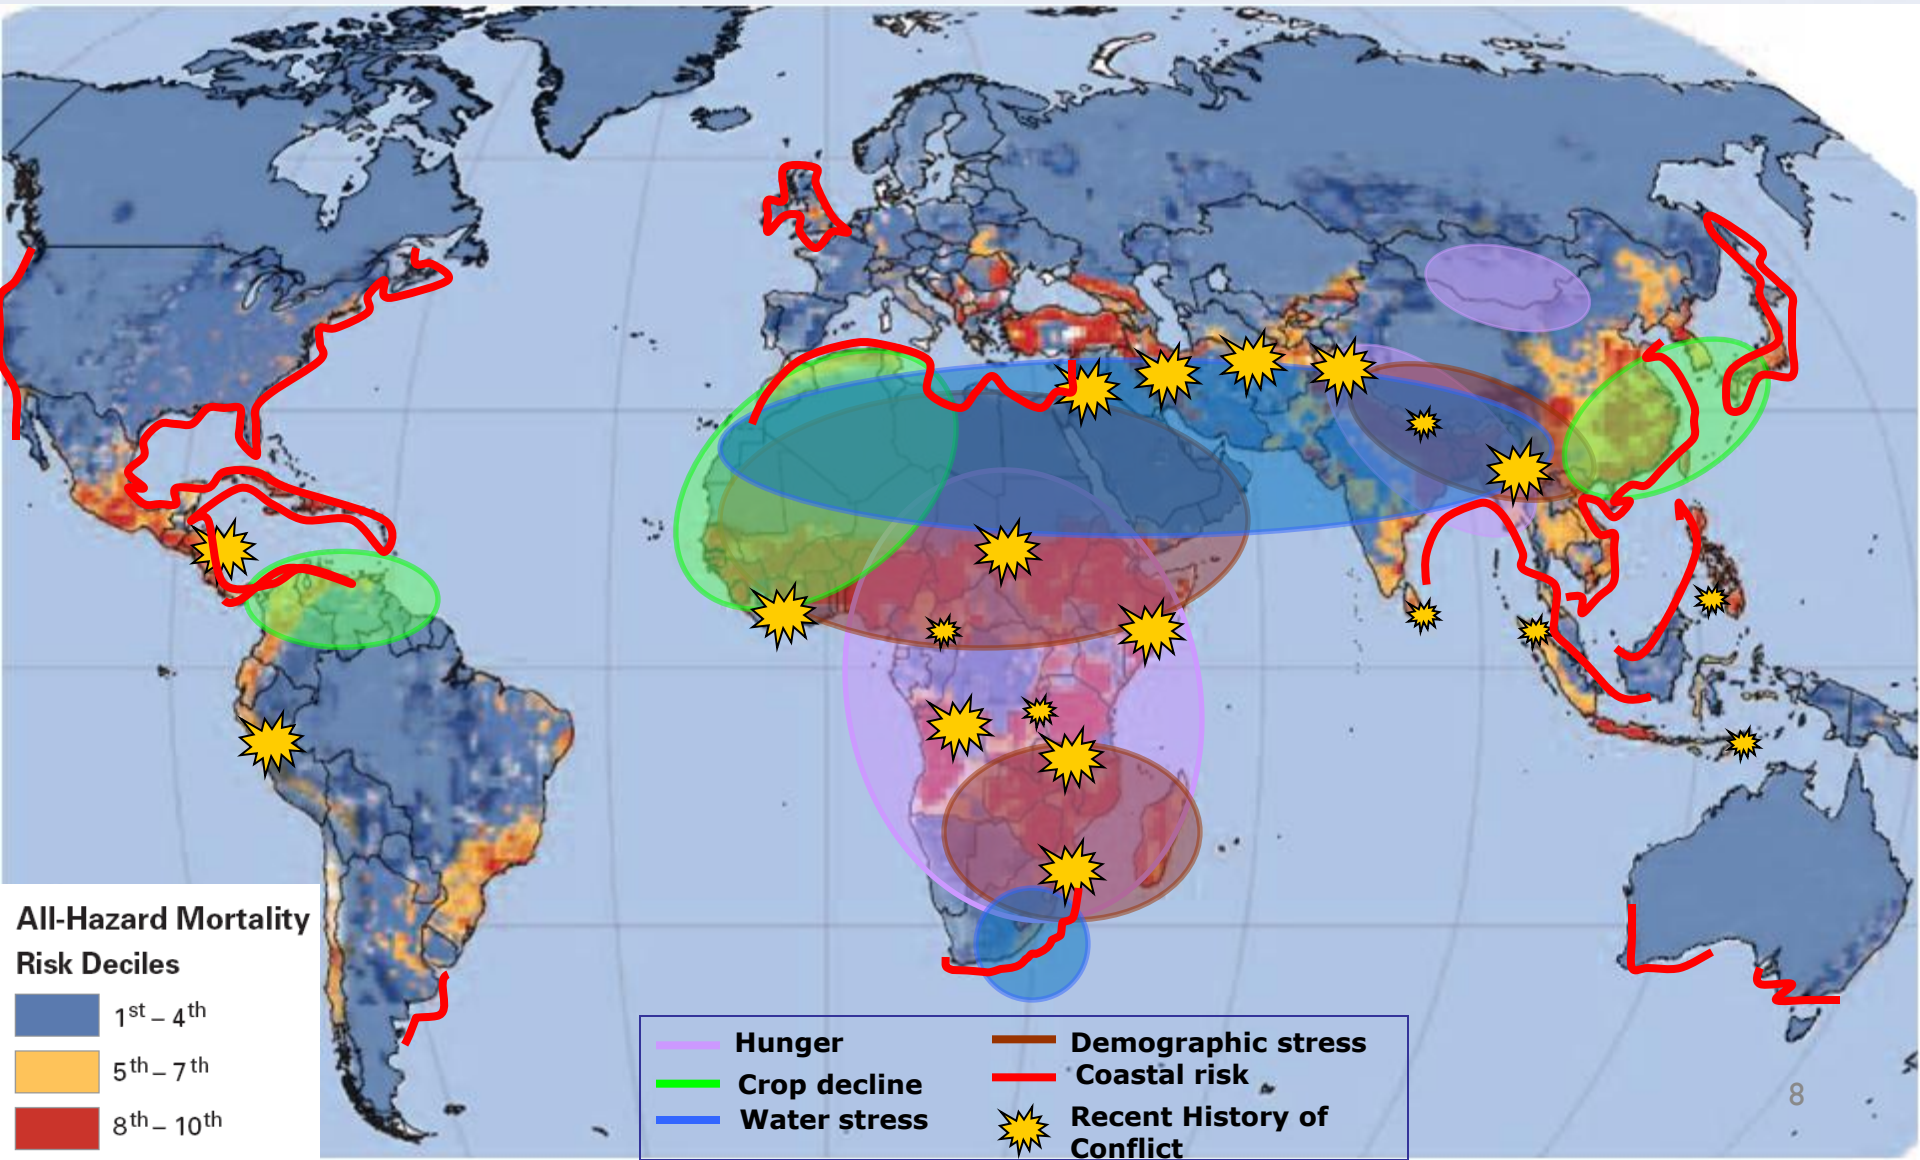 All-Hazard Mortality
Risk Deciles
1st – 4th
5th – 7th
8th – 10th
Hunger
Crop decline
Water stress
Demographic stress
Coastal risk
Recent History of
Conflict
8